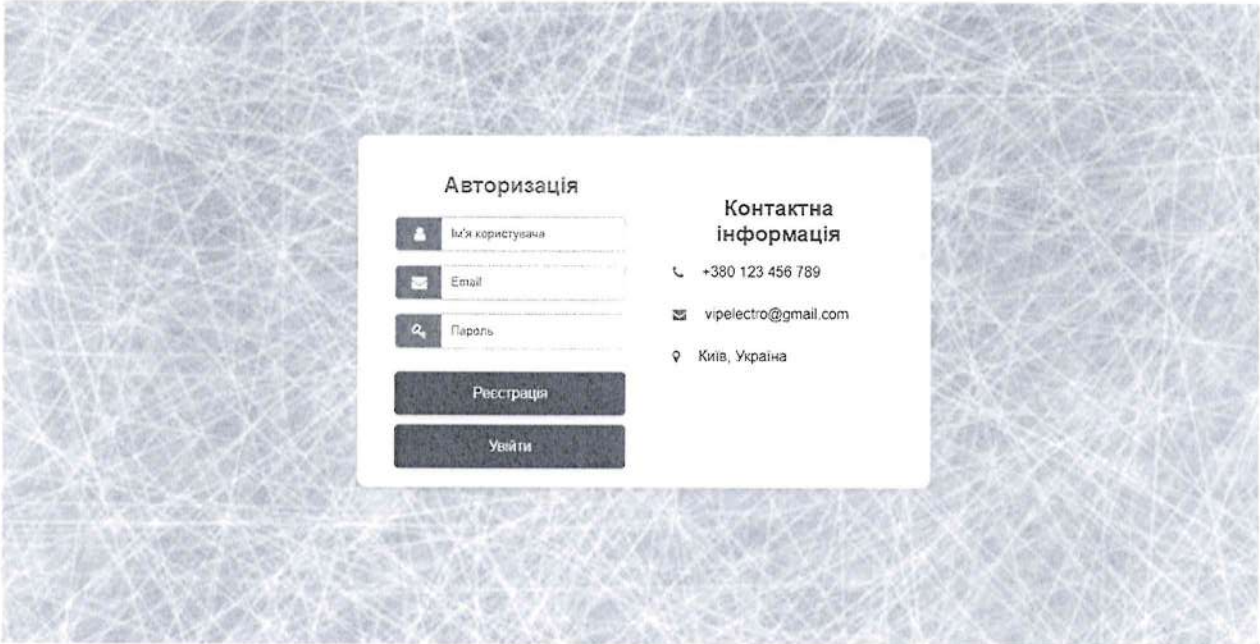 Авторизація
Ім'я користувача
Email
Пароль
Реєстрація
Увійти
Контактна
інформація
+380 123 456 789
vipelectro@gmail.com
Київ, Україна